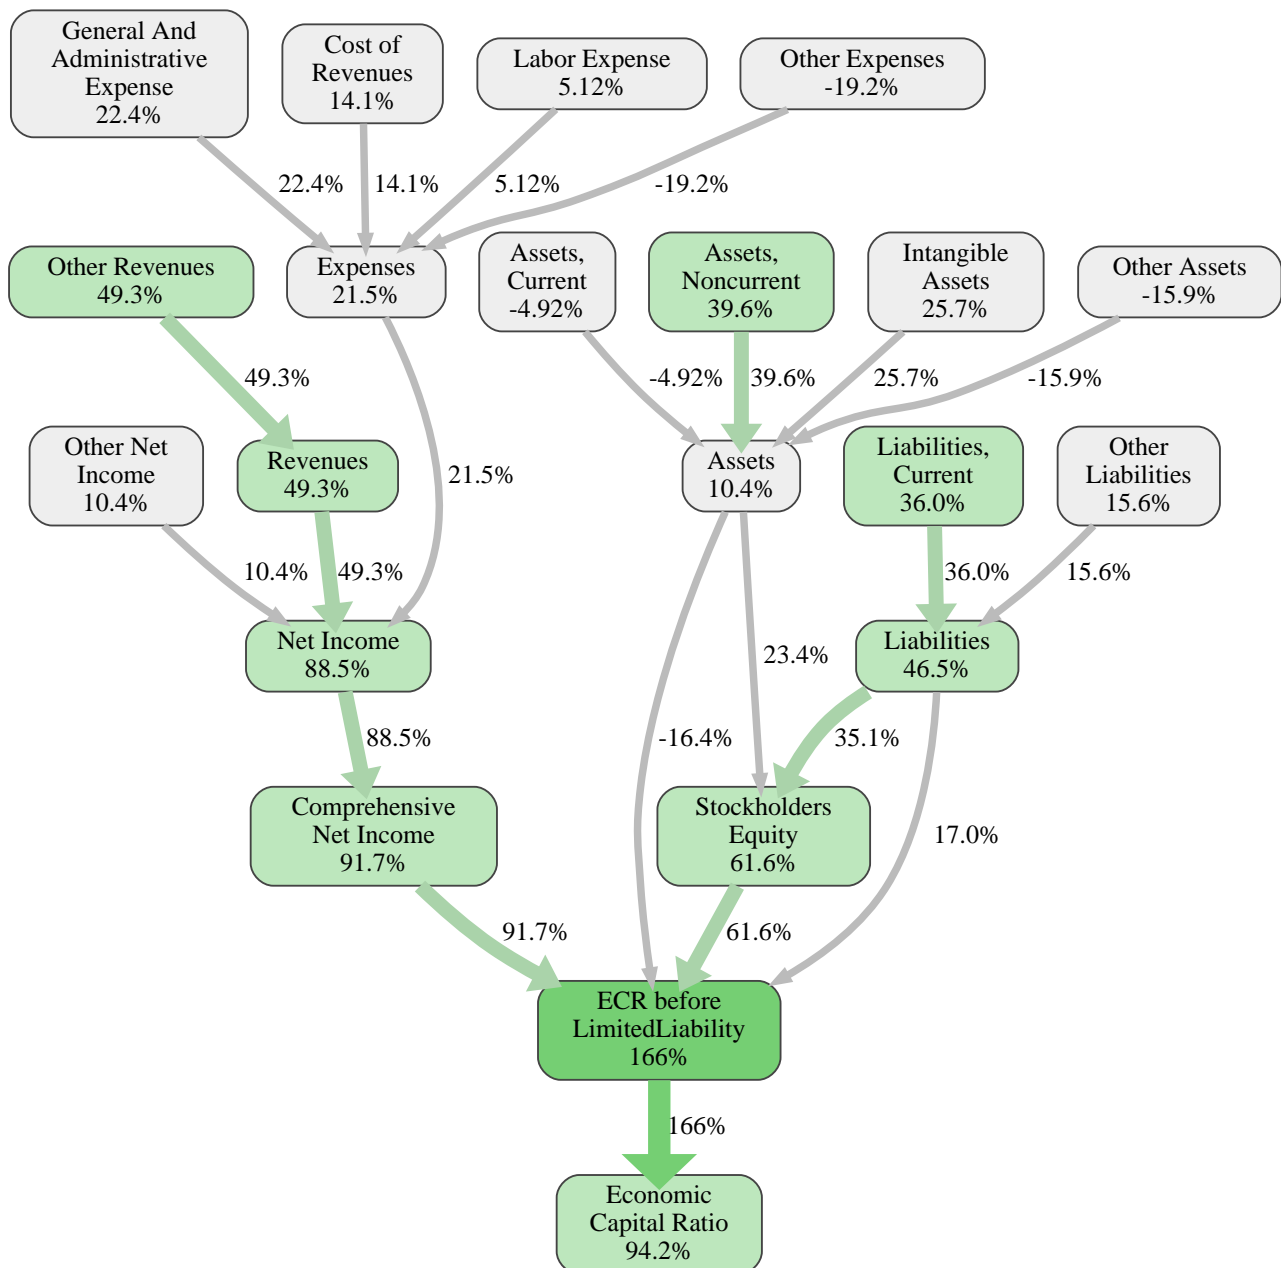 General And
Administrative
Expense
22.4%
Cost of
Revenues
14.1%
Labor Expense
5.12%
Other Expenses
-19.2%
22.4%
14.1%
5.12%
-19.2%
Other Revenues
49.3%
Expenses
21.5%
Assets,
Current
-4.92%
Assets,
Noncurrent
39.6%
Intangible
Assets
25.7%
Other Assets
-15.9%
49.3%
-4.92%
39.6%
25.7%
-15.9%
Other Net
Income
10.4%
Revenues
49.3%
21.5%
Assets
10.4%
Liabilities,
Current
36.0%
Other
Liabilities
15.6%
10.4%
49.3%
36.0%
15.6%
Net Income
88.5%
23.4%
Liabilities
46.5%
88.5%
-16.4%
35.1%
Comprehensive
Net Income
91.7%
Stockholders
Equity
61.6%
17.0%
91.7%
61.6%
ECR before
LimitedLiability
166%
166%
Economic
Capital Ratio
94.2%